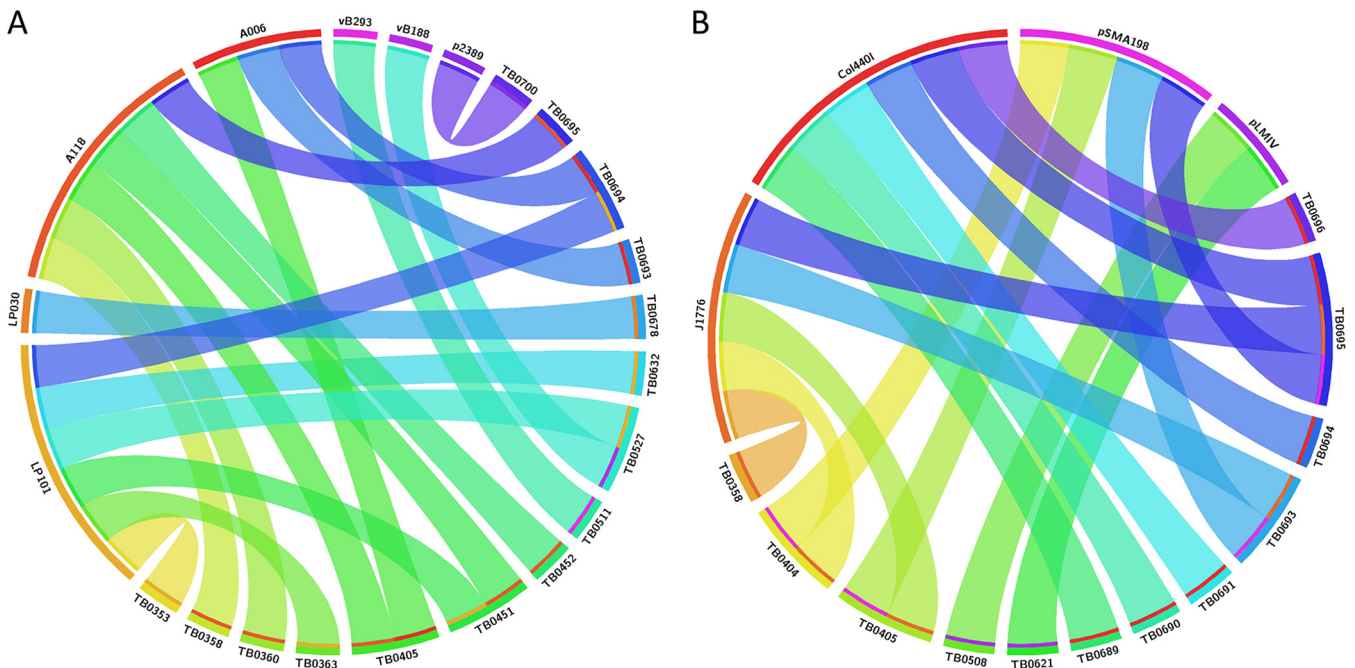 A
A006
vB293
vB188
p2389
TB0700
TB0695
TB0694
TB0693
TB0678
TB0632
TB0527
TB0511
TB0452
TB0451
TB0405
TB0363
TB0360
TB0358
TB0353
LP101
LP030
A118
B
Col440I
pSMA198
pLMIV
TB0696
TB0695
TB0694
TB0693
TB0691
TB0690
TB0689
TB0621
TB0508
TB0405
TB0404
TB0358
J1776